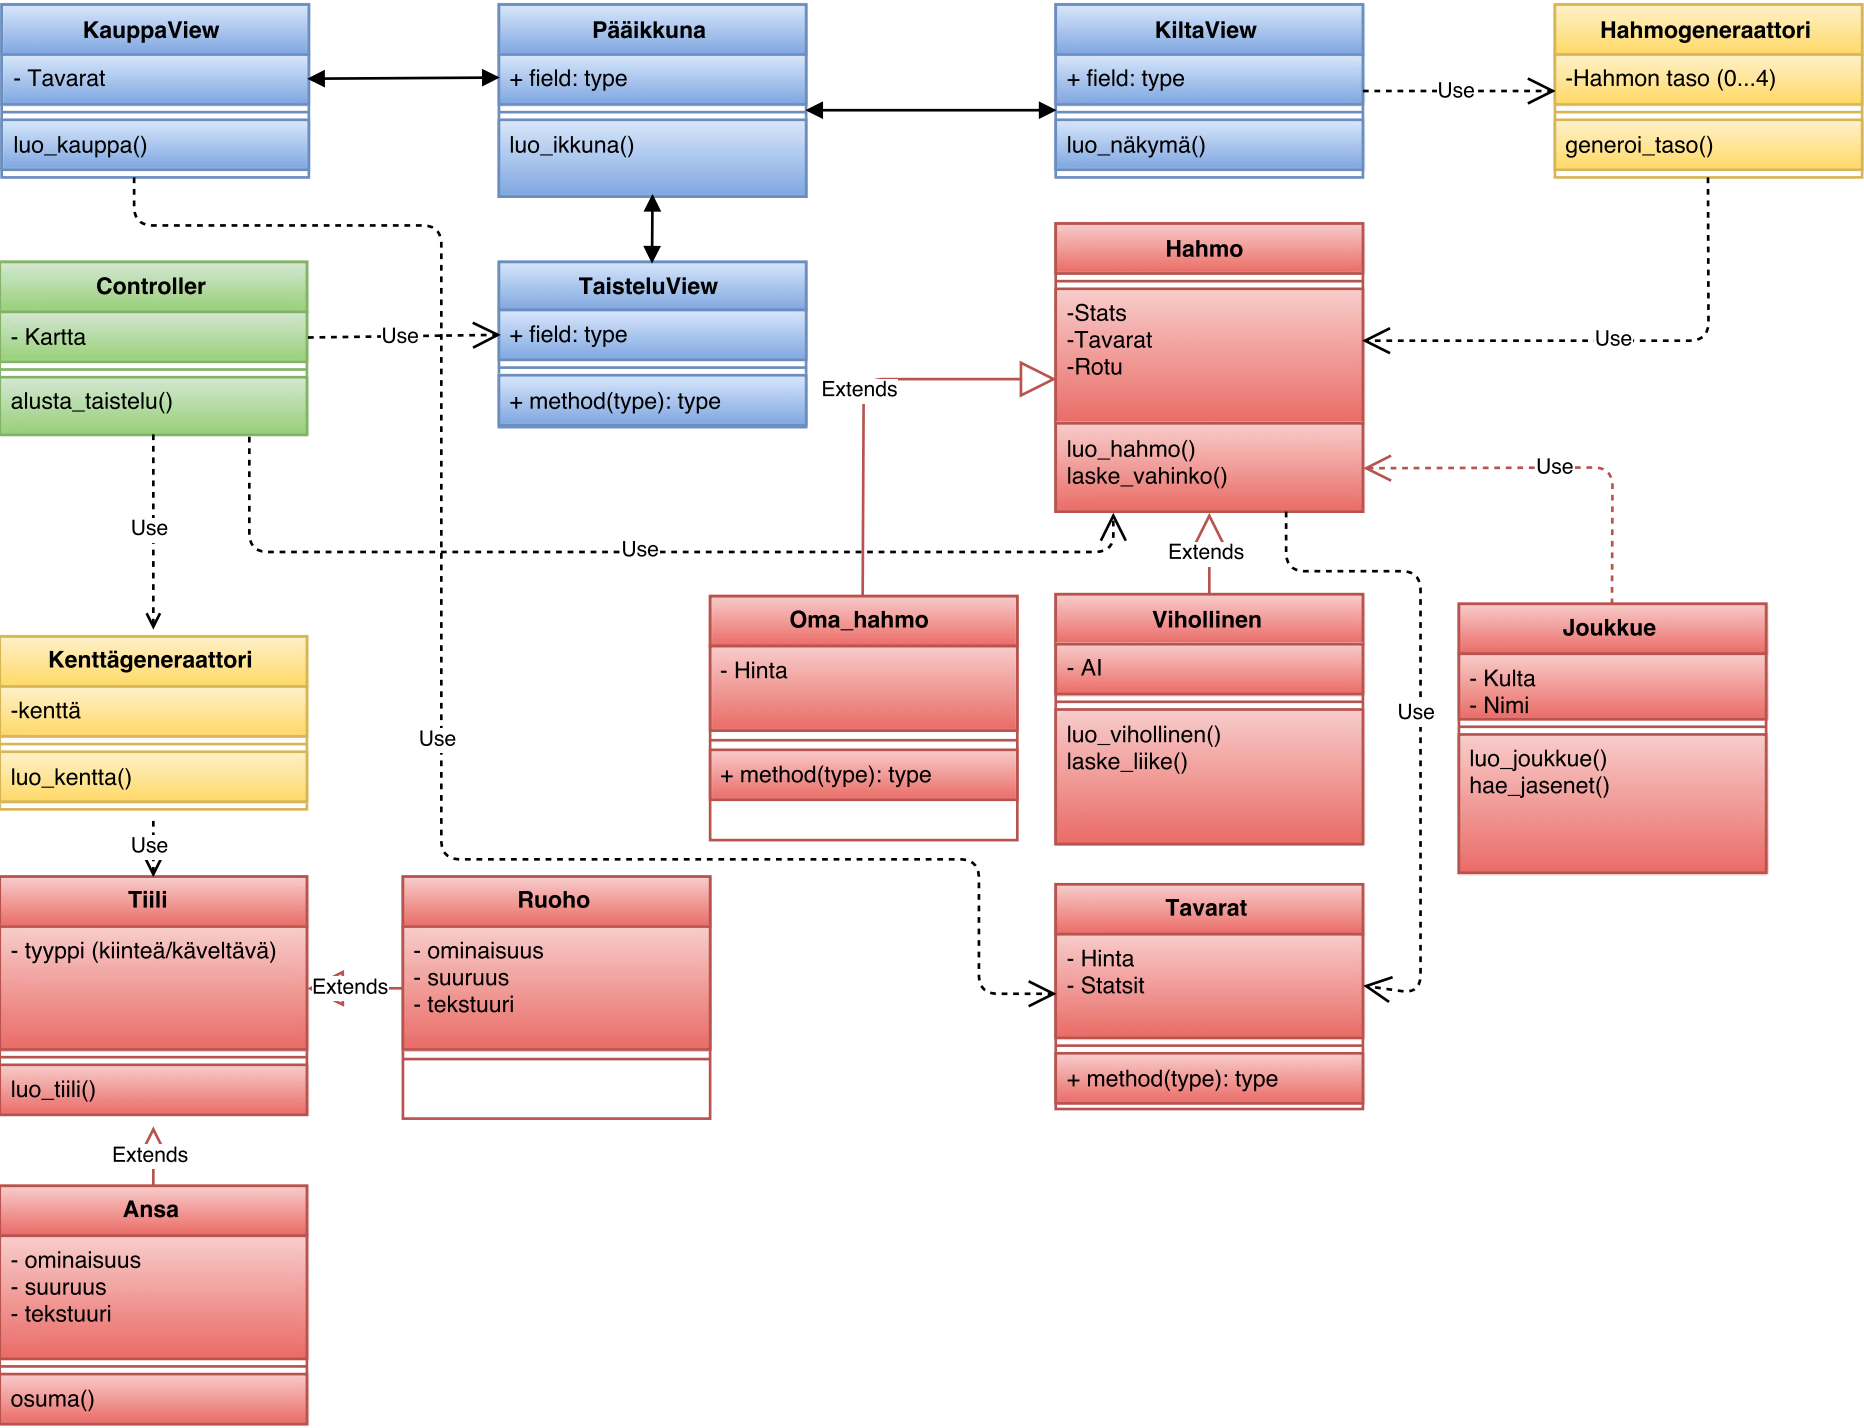 KauppaView
- Tavarat
luo_kauppa()
Pääikkuna
+ field: type
luo_ikkuna()
KiltaView
+ field: type
luo_näkymä()
Use
Hahmogeneraattori
-Hahmon taso (0...4)
generoi_taso()
Controller
- Kartta
alusta_taistelu()
Use
TaisteluView
+ field: type
+ method(type): type
Extends
Hahmo
-Stats
-Tavarat
-Rotu
luo_hahmo()
laske_vahinko()
Use
Use
Use
Use
Extends
Kenttägeneraattori
-kenttä
luo_kentta()
Use
Oma_hahmo
- Hinta
+ method(type): type
Vihollinen
- AI
luo_vihollinen()
laske_liike()
Use
Joukkue
- Kulta
- Nimi
luo_joukkue()
hae_jasenet()
Use
Tiili
- tyyppi (kiinteä/käveltävä)
luo_tiili()
Extends
Ruoho
- ominaisuus
- suuruus
- tekstuuri
Tavarat
- Hinta
- Statsit
+ method(type): type
Extends
Ansa
- ominaisuus
- suuruus
- tekstuuri
osuma()